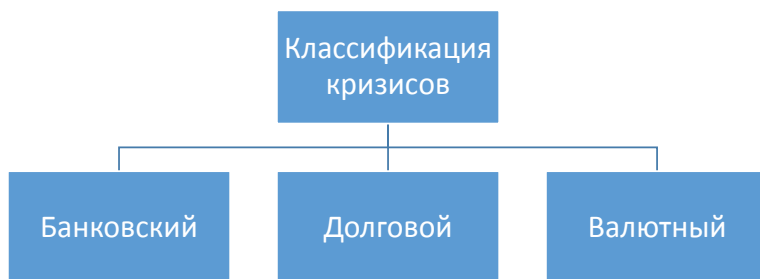 Классификация
кризисов
Банковский
Долговой
Валютный